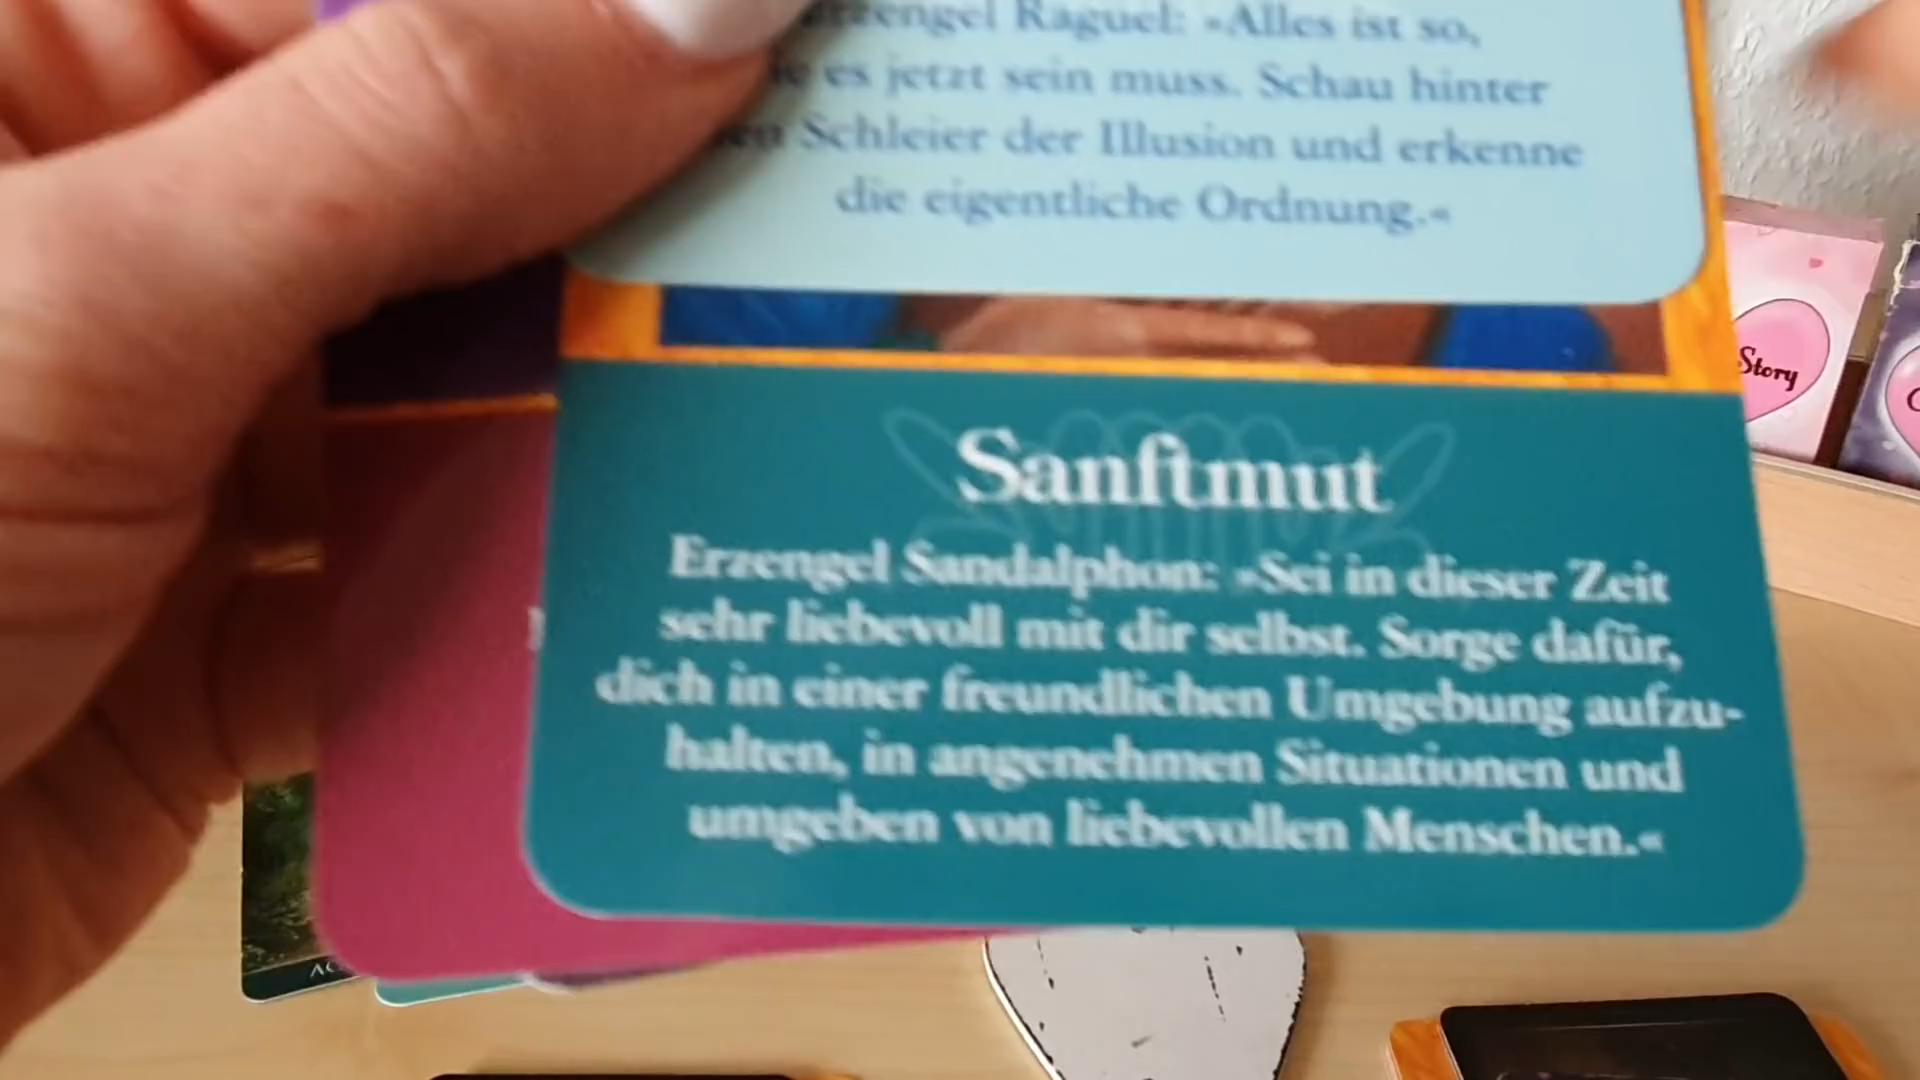 Erzengel Raguel: »Alles ist so,
es jetzt sein muss. Schau hinter
Schleier der Illusion und erkenne
die eigentliche Ordnung.«
Story
Sanftmut
Erzengel Sandalphon: »Sei in dieser Zeit
sehr liebevoll mit dir selbst. Sorge dafür,
dich in einer freundlichen Umgebung aufzu-
halten, in angenehmen Situationen und
umgeben von liebevollen Menschen.«